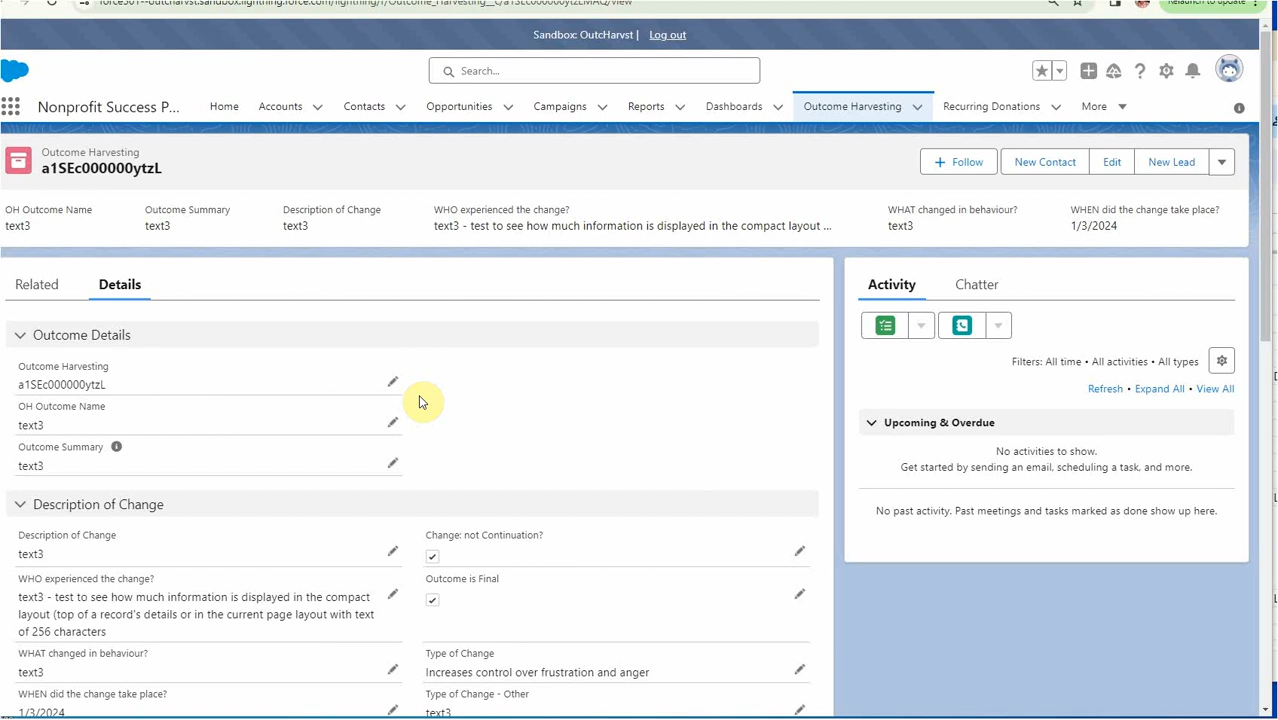 force501--outcharvst.sandbox.lightning.force.com/lightning/r/Outcome_Harvesting__c/a1SEc000000ytzLMAQ/view
Relaunch to update
Sandbox: OutcHarvst | Log out
Search...
Nonprofit Success P... Home Accounts Contacts Opportunities Campaigns Reports Dashboards Outcome Harvesting Recurring Donations More
Outcome Harvesting
a1SEc000000ytzL
Follow New Contact Edit New Lead
OH Outcome Name Outcome Summary Description of Change WHO experienced the change? WHAT changed in behaviour? WHEN did the change take place?
text3 text3 text3 text3 - test to see how much information is displayed in the compact layout ... text3 1/3/2024
Related Details
Outcome Details
Outcome Harvesting
a1SEc000000ytzL
OH Outcome Name
text3
Outcome Summary
text3
Description of Change
Description of Change
text3
Change: not Continuation?
WHO experienced the change?
text3 - test to see how much information is displayed in the compact
layout (top of a record's details or in the current page layout with text
of 256 characters
Outcome is Final
WHAT changed in behaviour?
text3
Type of Change
Increases control over frustration and anger
WHEN did the change take place?
1/3/2024
Type of Change - Other
text3
Activity Chatter
Filters: All time • All activities • All types
Refresh • Expand All • View All
Upcoming & Overdue
No activities to show.
Get started by sending an email, scheduling a task, and more.
No past activity. Past meetings and tasks marked as done show up here.